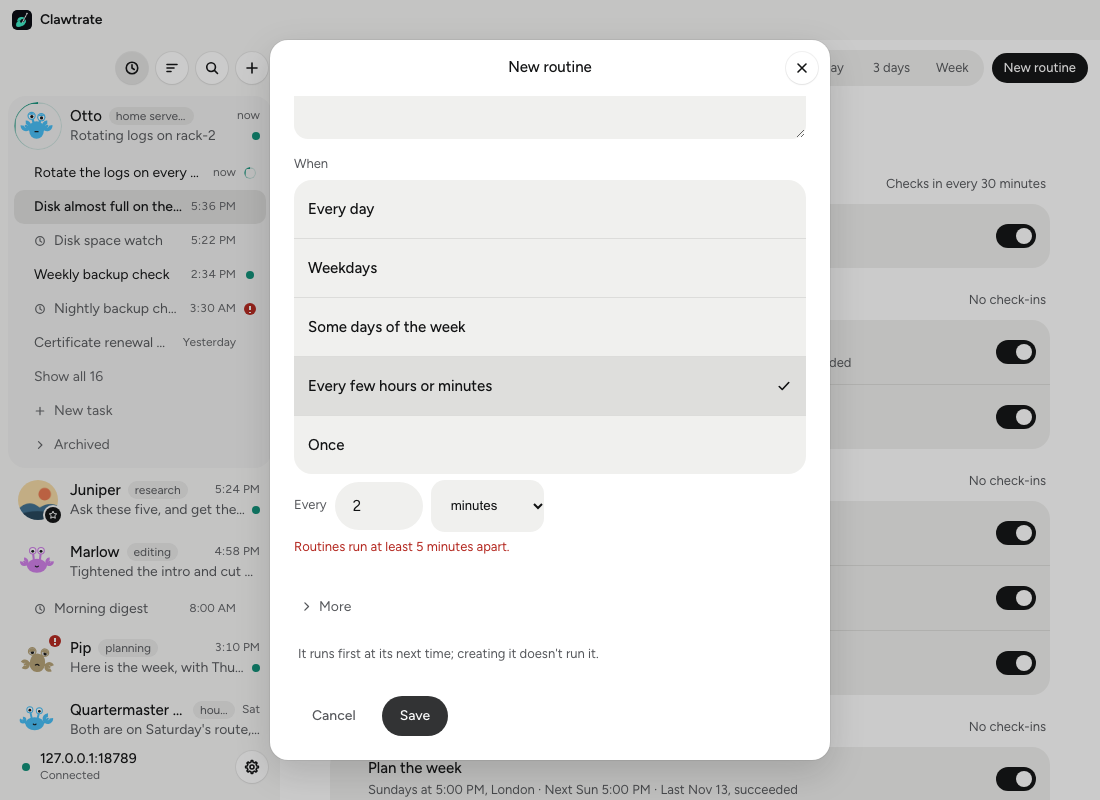 Clawtrate
Otto
home serve...
now
Rotating logs on rack-2
Rotate the logs on every ...
now
Disk almost full on the...
5:36 PM
Disk space watch
5:22 PM
Weekly backup check
2:34 PM
Nightly backup ch...
3:30 AM
Certificate renewal ...
Yesterday
Show all 16
New task
Archived
Juniper
research
5:24 PM
Ask these five, and get the...
Marlow
editing
4:58 PM
Tightened the intro and cut ...
Morning digest
8:00 AM
Pip
planning
3:10 PM
Here is the week, with Thu...
Quartermaster ...
hou...
Sat
Both are on Saturday's route,...
127.0.0.1:18789
Connected
New routine
When
Every day
Weekdays
Some days of the week
Every few hours or minutes
Once
Every
2
minutes
Routines run at least 5 minutes apart.
More
It runs first at its next time; creating it doesn't run it.
Cancel
Save
3 days
Week
New routine
Checks in every 30 minutes
No check-ins
No check-ins
No check-ins
Plan the week
Sundays at 5:00 PM, London · Next Sun 5:00 PM · Last Nov 13, succeeded